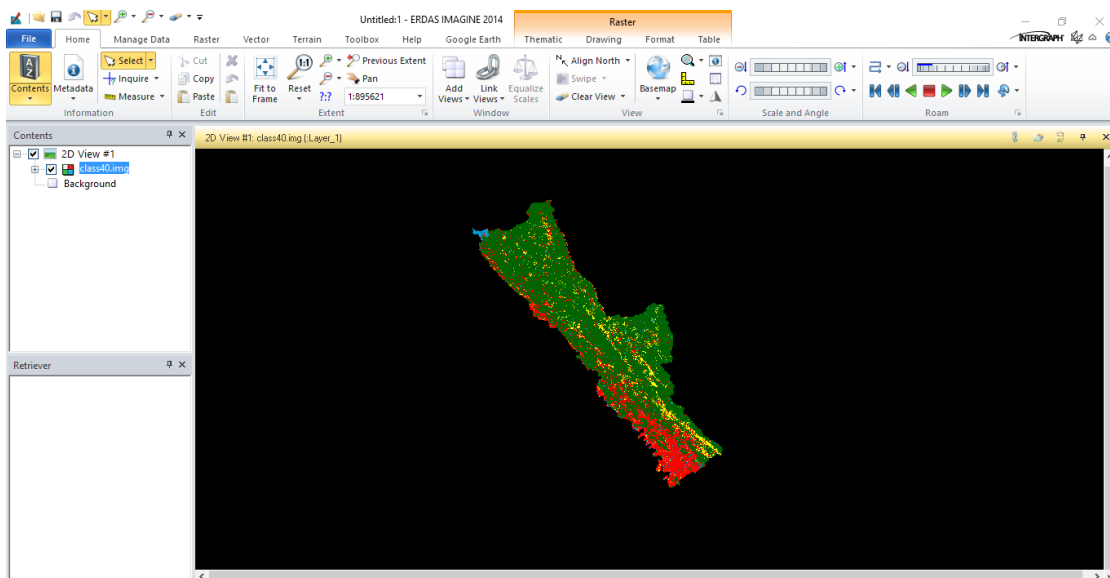 Untitled:1 - ERDAS IMAGINE 2014
Raster
File Home Manage Data Raster Vector Terrain Toolbox Help Google Earth Thematic Drawing Format Table
INTERGRAPH
Contents
Metadata
Select
Inquire
Measure
Information
Cut
Copy
Paste
Edit
Fit to Frame
1:1
Reset
?:?
Previous Extent
Pan
1:895621
Extent
Add Views
Link Views
Equalize Scales
Window
Align North
Swipe
Clear View
Basemap
View
Scale and Angle
Roam
Contents
2D View #1
class40.img
Background
Retriever
2D View #1: class40.img (:Layer_1)